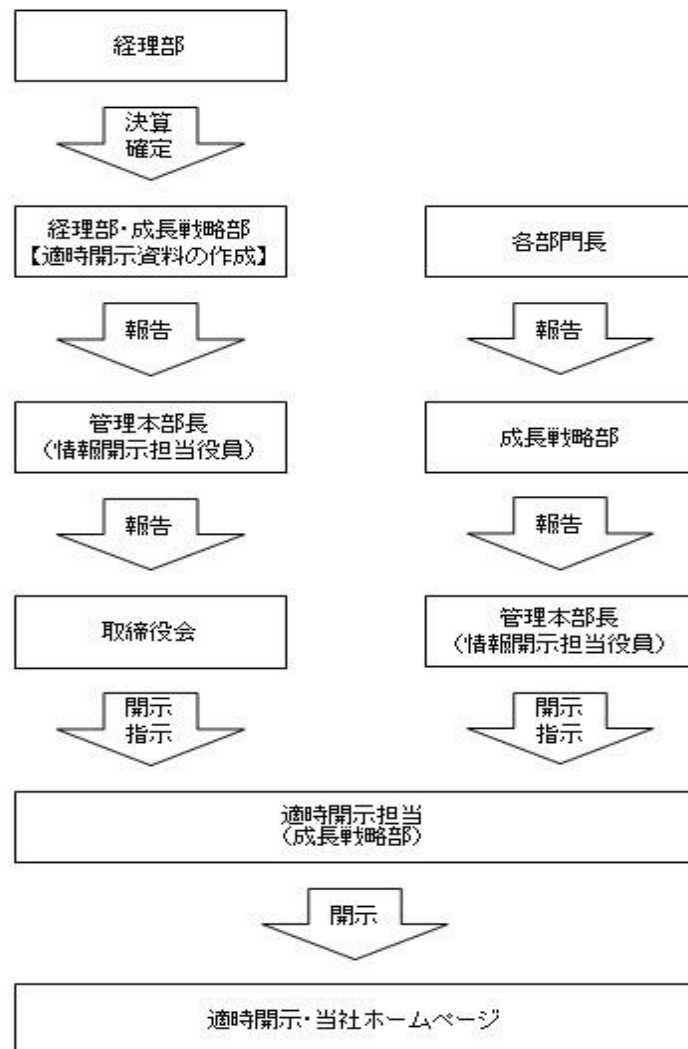 経理部
決算
確定
経理部・成長戦略部
【適時開示資料の作成】
報告
管理本部長
(情報開示担当役員)
報告
取締役会
開示
指示
各部門長
報告
成長戦略部
報告
管理本部長
(情報開示担当役員)
開示
指示
適時開示担当
(成長戦略部)
開示
適時開示・当社ホームページ